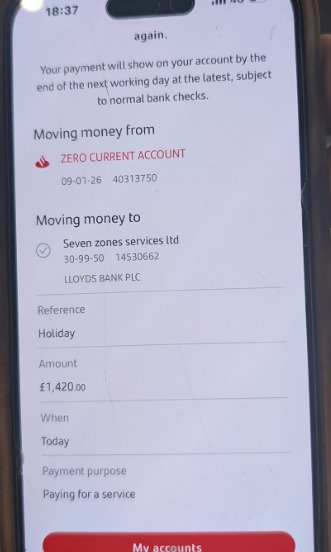 18:37
again.
Your payment will show on your account by the
end of the next working day at the latest, subject
to normal bank checks.
Moving money from
ZERO CURRENT ACCOUNT
09-01-26 40313750
Moving money to
Seven zones services ltd
30-99-50 14530662
LLOYDS BANK PLC
Reference
Holiday
Amount
£1,420.00
When
Today
Payment purpose
Paying for a service
My accounts